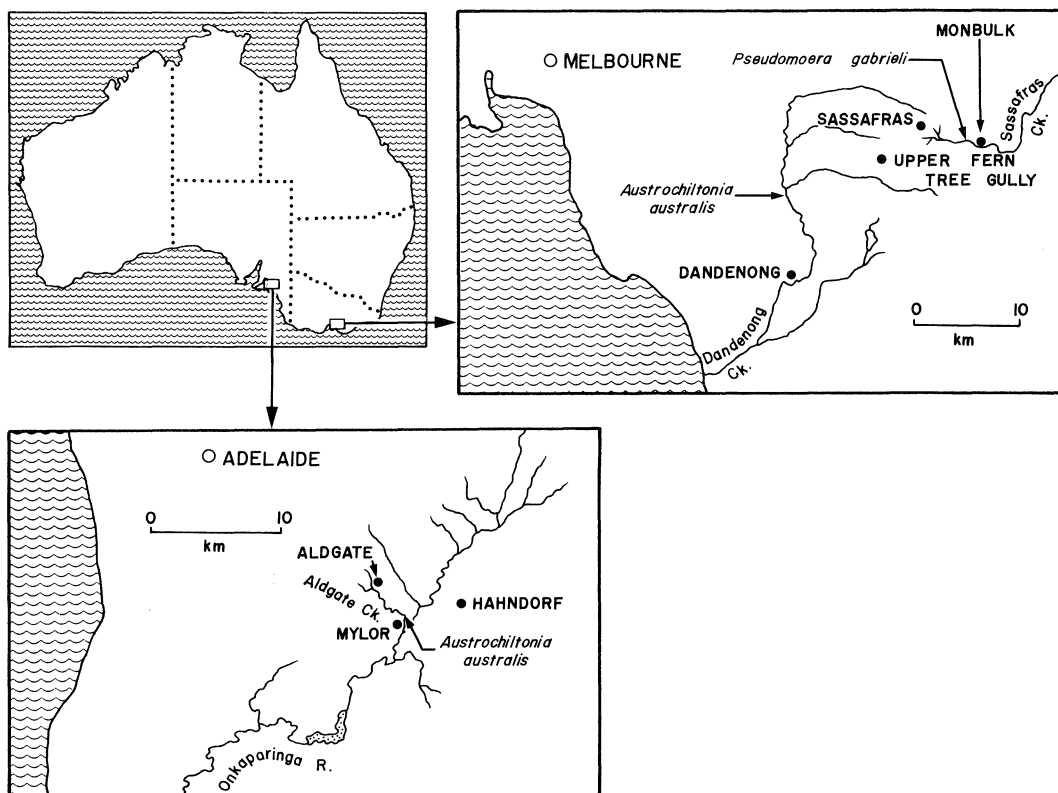 MELBOURNE
MONBULK
Pseudomoera gabrieli
SASSAFRAS
Sassafras
Ck.
UPPER FERN
TREE GULLY
Austrochiltonia
australis
DANDENONG
Dandenong
Ck.
0 10
km
ADELAIDE
0 10
km
ALDGATE
Aldgate Ck.
HAHNDORF
MYLOR
Austrochiltonia
australis
Onkaparinga R.